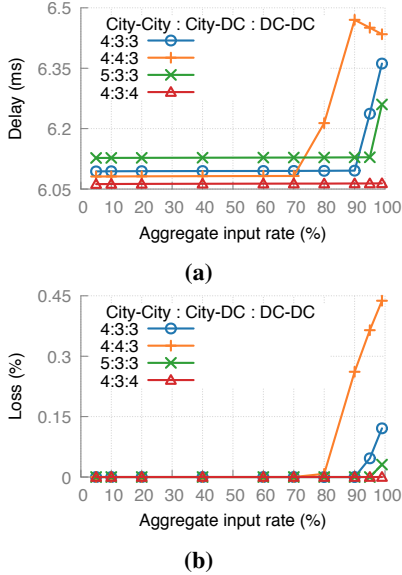 City-City : City-DC : DC-DC
4:3:3
4:4:3
5:3:3
4:3:4
Delay (ms)
6.5
6.35
6.2
6.05
0 10 20 30 40 50 60 70 80 90 100
Aggregate input rate (%)
(a)
City-City : City-DC : DC-DC
4:3:3
4:4:3
5:3:3
4:3:4
Loss (%)
0.45
0.3
0.15
0
0 10 20 30 40 50 60 70 80 90 100
Aggregate input rate (%)
(b)